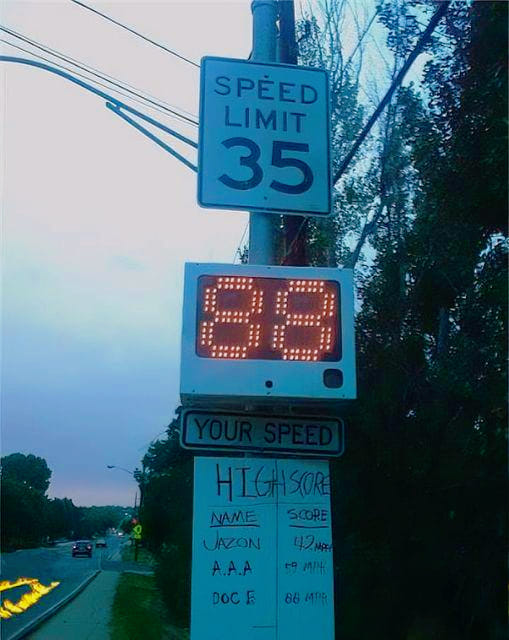 SPEED
LIMIT
35
88
YOUR SPEED
HIGH SCORE
NAME SCORE
JAZON 42 MPH
A.A.A 59 MPH
DOC E 88 MPH